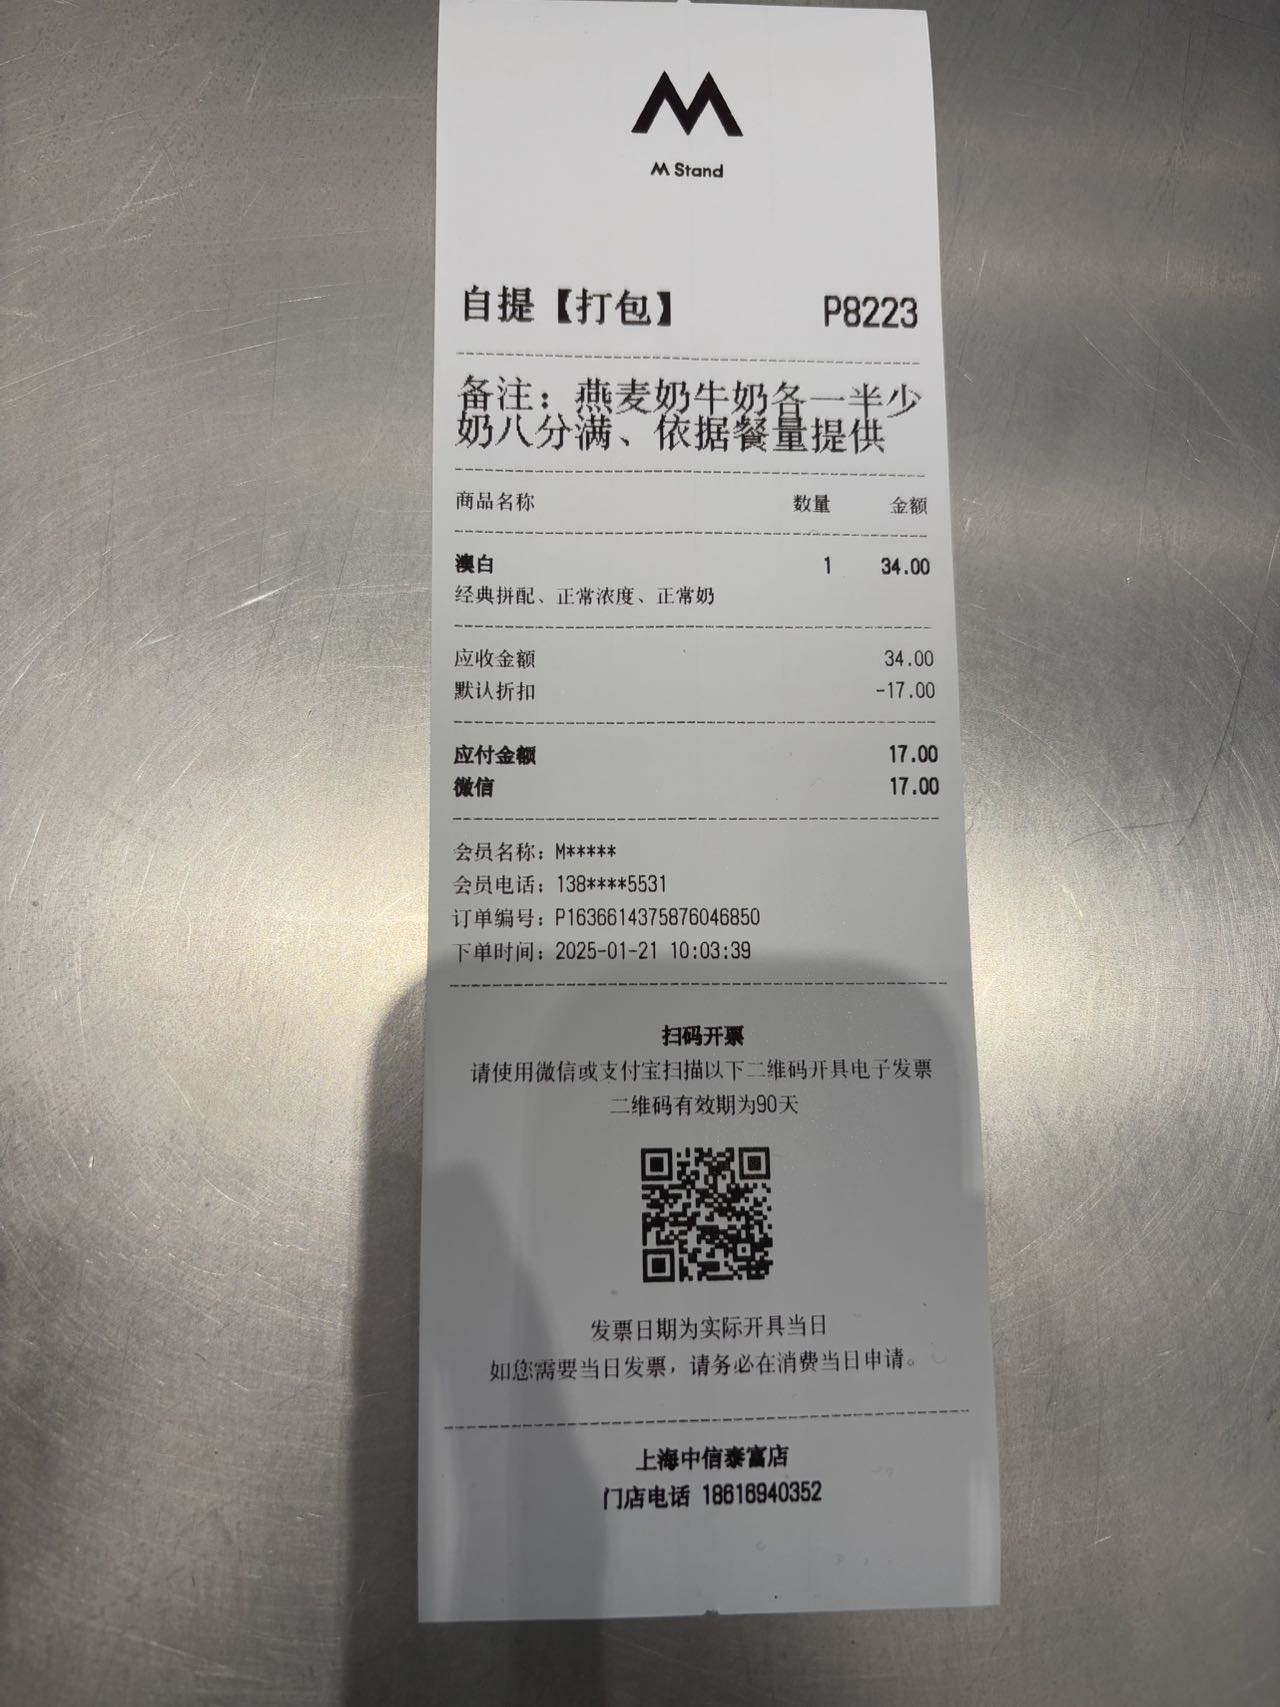 M Stand
自提【打包】 P8223
备注：燕麦奶牛奶各一半少
奶八分满、依据餐量提供
商品名称 数量 金额
澳白 1 34.00
经典拼配、正常浓度、正常奶
应收金额 34.00
默认折扣 -17.00
应付金额 17.00
微信 17.00
会员名称：M*****
会员电话：138****5531
订单编号：P1636614375876046850
下单时间：2025-01-21 10:03:39
扫码开票
请使用微信或支付宝扫描以下二维码开具电子发票
二维码有效期为90天
发票日期为实际开具当日
如您需要当日发票，请务必在消费当日申请。
上海中信泰富店
门店电话 18616940352